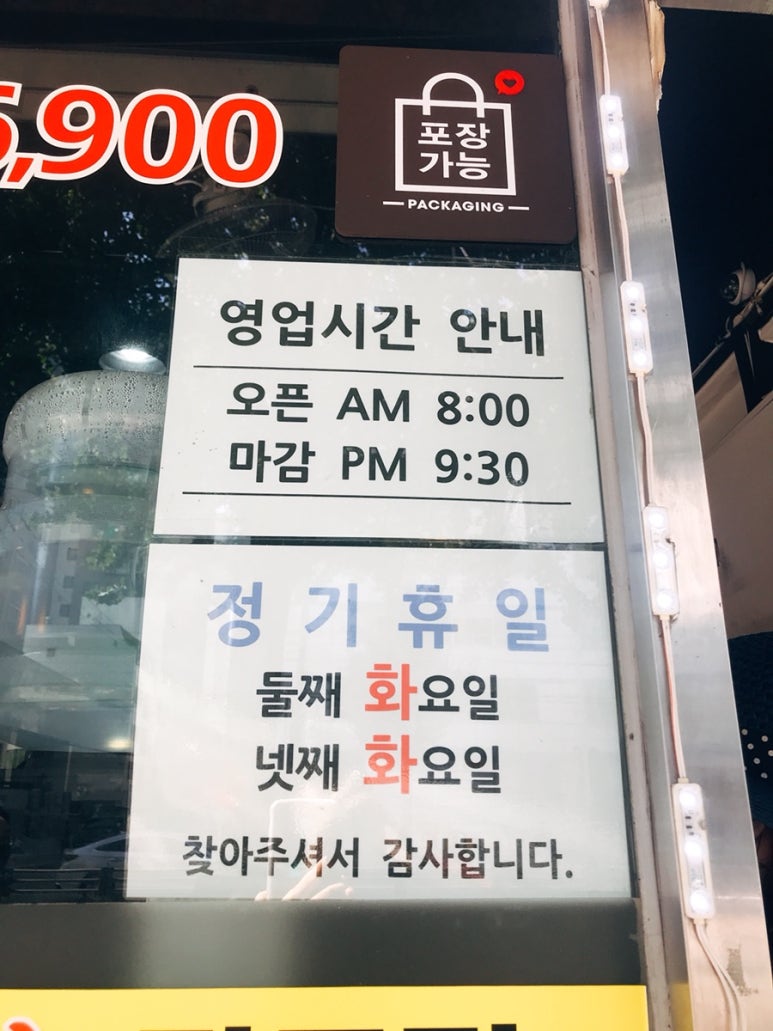 ,900
포장
가능
PACKAGING
영업시간 안내
오픈 AM 8:00
마감 PM 9:30
정기휴일
둘째 화요일
넷째 화요일
찾아주셔서 감사합니다.